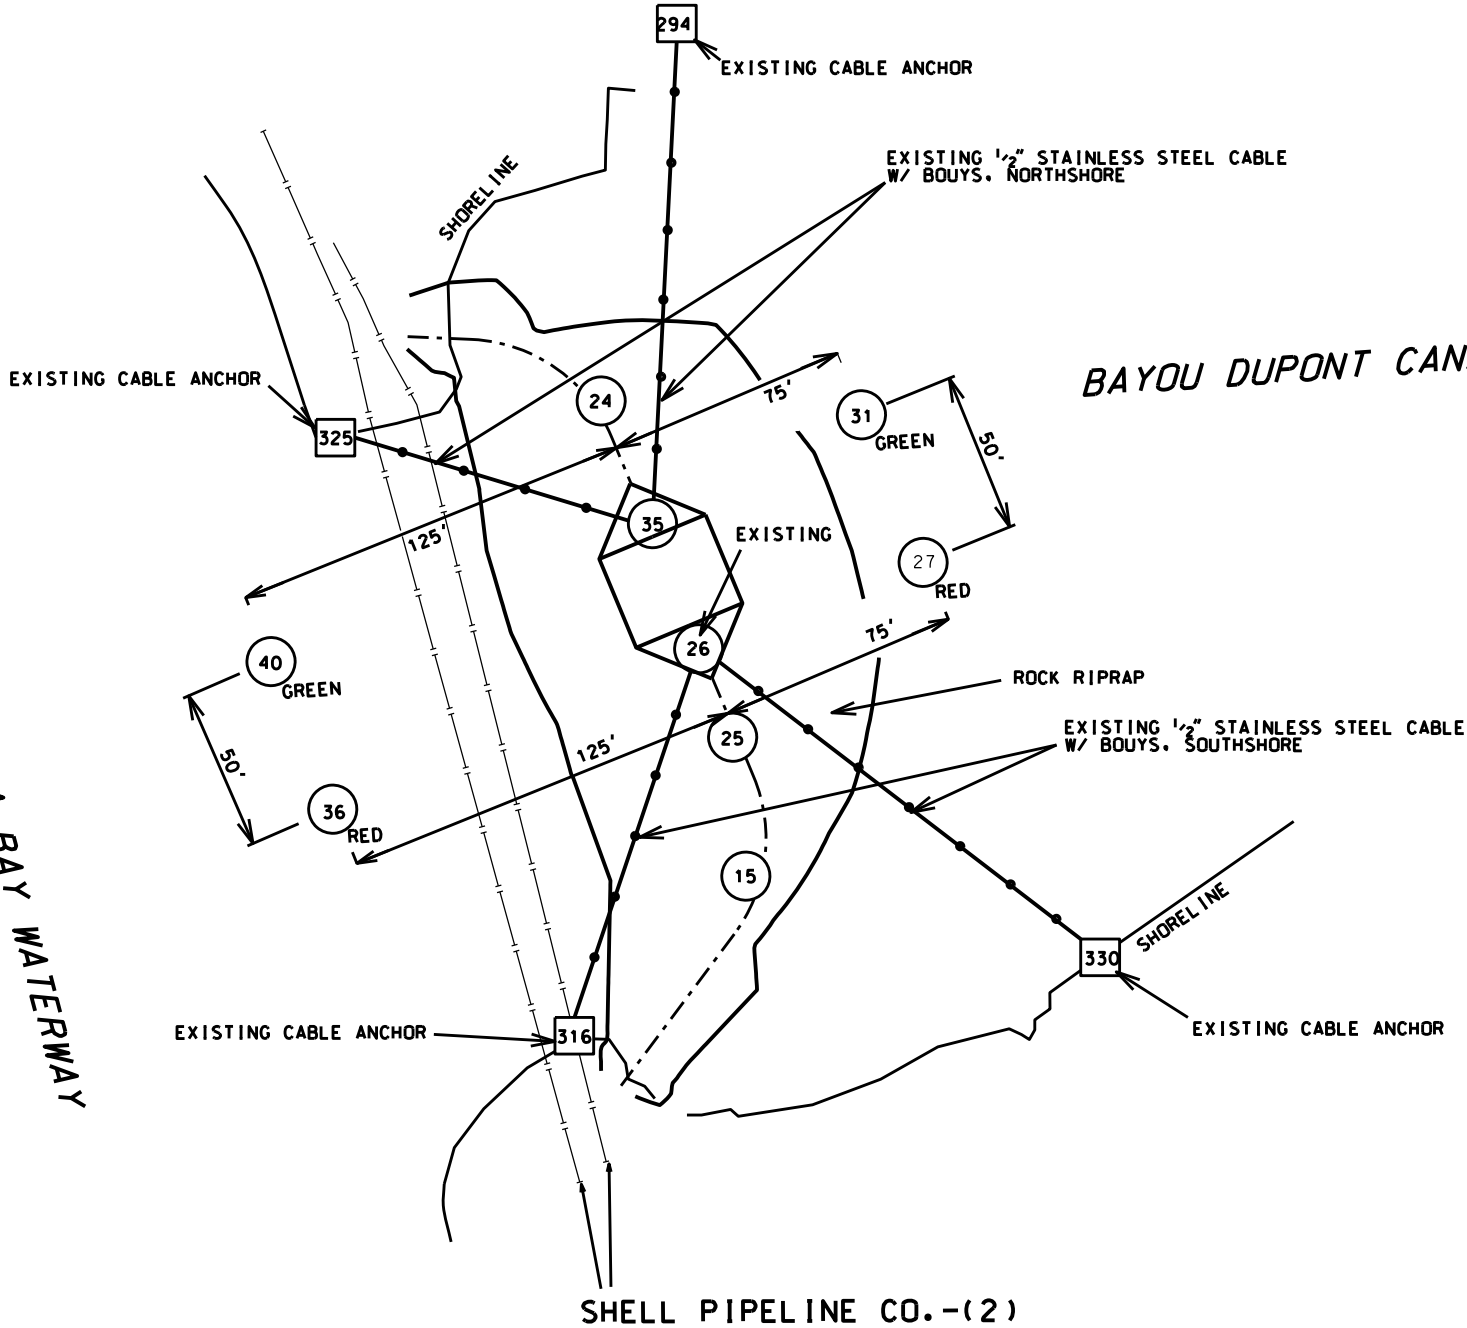 294
EXISTING CABLE ANCHOR
EXISTING 1/2" STAINLESS STEEL CABLE
W/ BOUYS. NORTHSHORE
SHORELINE
BAYOU DUPONT
EXISTING CABLE ANCHOR
325
24
75'
31
GREEN
50'
35
125'
EXISTING
27
RED
26
75'
40
GREEN
ROCK RIPRAP
50'
125'
25
EXISTING 1/2" STAINLESS STEEL CABLE
W/ BOUYS. SOUTHSHORE
36
RED
15
BAY WATERWAY
SHORELINE
330
EXISTING CABLE ANCHOR
316
EXISTING CABLE ANCHOR
SHELL PIPELINE CO.-(2)